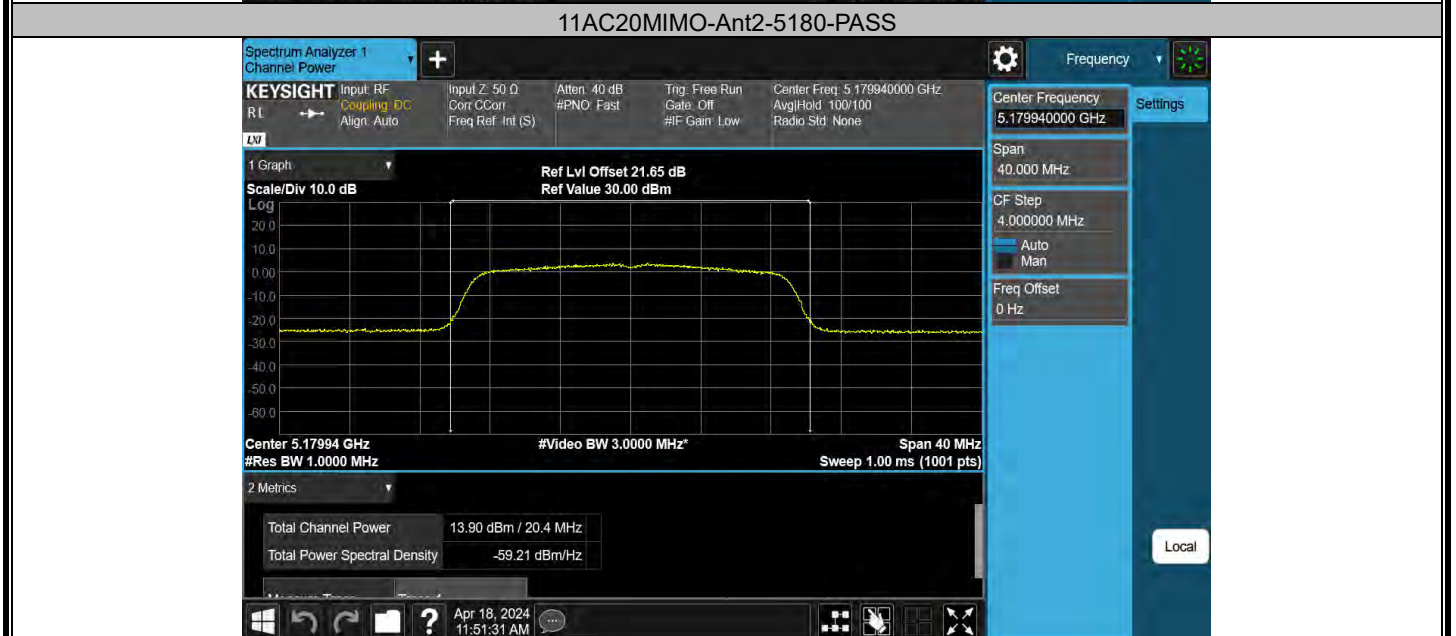 11AC20MIMO-Ant2-5180-PASS
Spectrum Analyzer 1
Channel Power
+
Frequency
KEYSIGHT
RL
LXI
Input: RF
Coupling: DC
Align: Auto
Input Z: 50 Ω
Corr CCorr
Freq Ref: Int (S)
Atten: 40 dB
#PNO: Fast
Trig: Free Run
Gate: Off
#IF Gain: Low
Center Freq: 5.179940000 GHz
Avg|Hold: 100/100
Radio Std: None
Center Frequency
5.179940000 GHz
Settings
Span
40.000 MHz
CF Step
4.000000 MHz
Auto
Man
Freq Offset
0 Hz
1 Graph
Ref Lvl Offset 21.65 dB
Scale/Div 10.0 dB
Ref Value 30.00 dBm
Log
20.0
10.0
0.00
-10.0
-20.0
-30.0
-40.0
-50.0
-60.0
Center 5.17994 GHz
#Video BW 3.0000 MHz*
Span 40 MHz
#Res BW 1.0000 MHz
Sweep 1.00 ms (1001 pts)
2 Metrics
Total Channel Power
13.90 dBm / 20.4 MHz
Total Power Spectral Density
-59.21 dBm/Hz
Local
?
Apr 18, 2024
11:51:31 AM